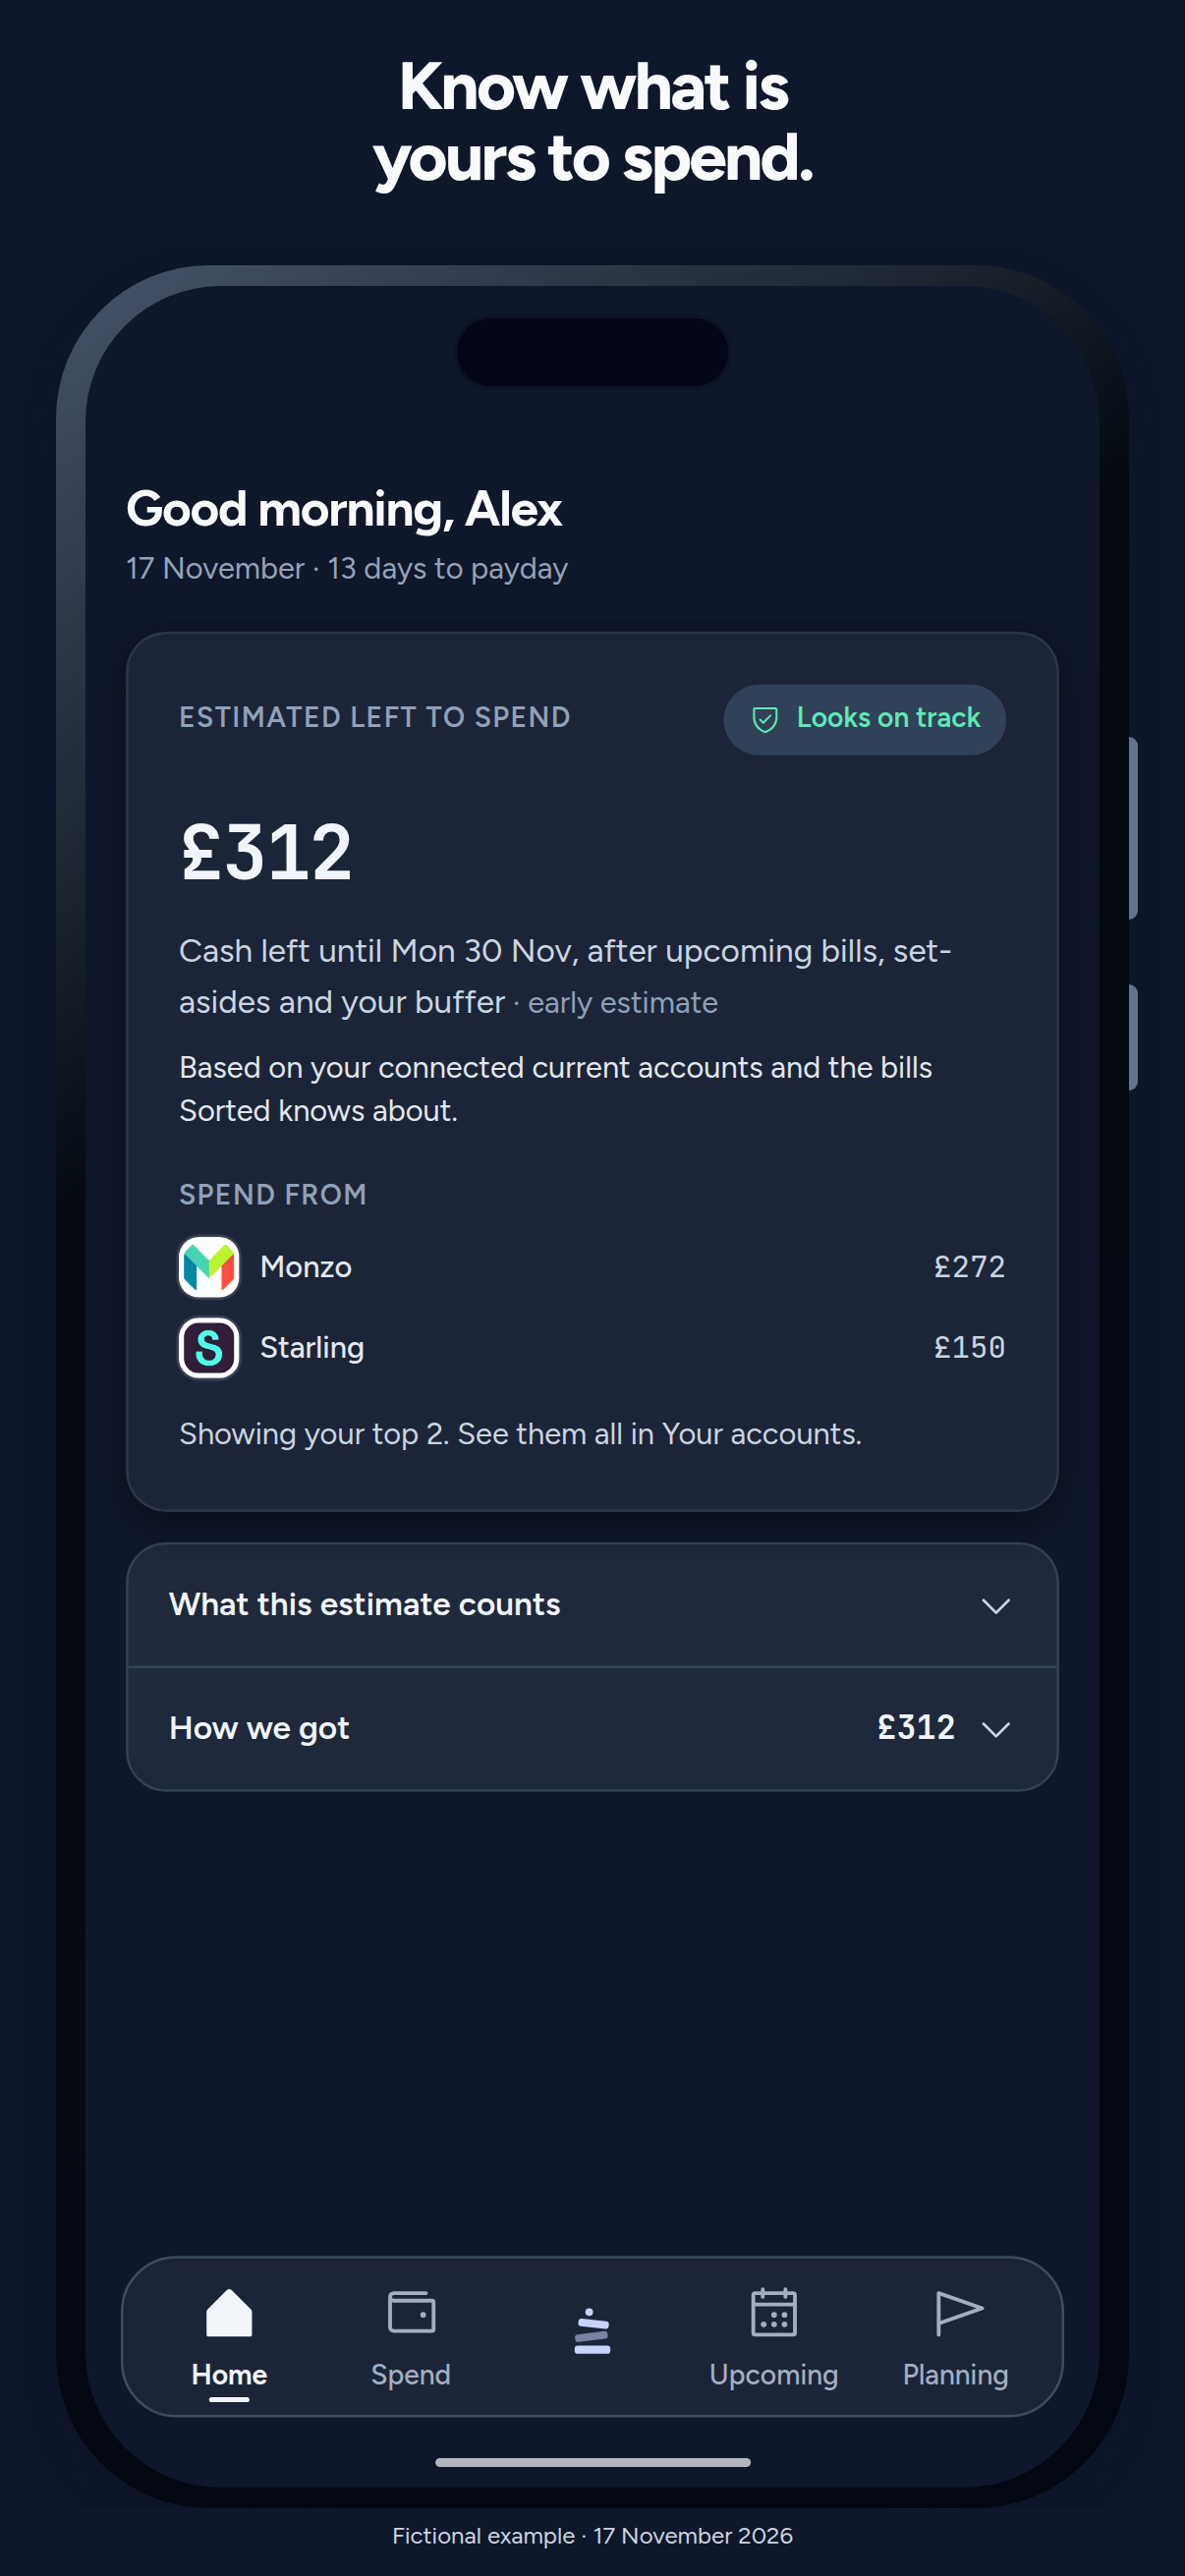 Know what is
yours to spend.
Good morning, Alex
17 November · 13 days to payday
ESTIMATED LEFT TO SPEND
Looks on track
£312
Cash left until Mon 30 Nov, after upcoming bills, set-
asides and your buffer · early estimate
Based on your connected current accounts and the bills
Sorted knows about.
SPEND FROM
Monzo £272
S Starling £150
Showing your top 2. See them all in Your accounts.
What this estimate counts
How we got £312
Home Spend Upcoming Planning
Fictional example · 17 November 2026